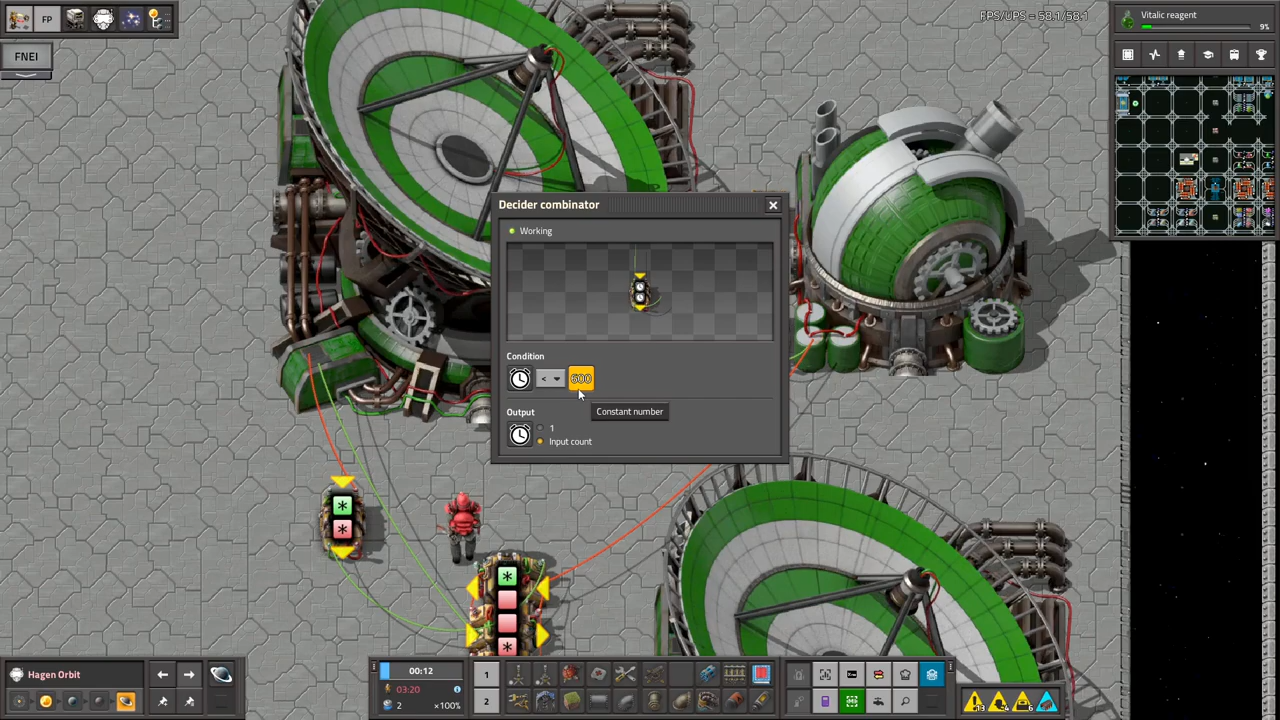 FP
FPS/UPS = 58.1/58.1
Vitalic reagent
9%
FNEI
Decider combinator
Working
Condition
< 600
Constant number
Output
1
Input count
Hagen Orbit
00:12
03:20
2 ×100%
1
2